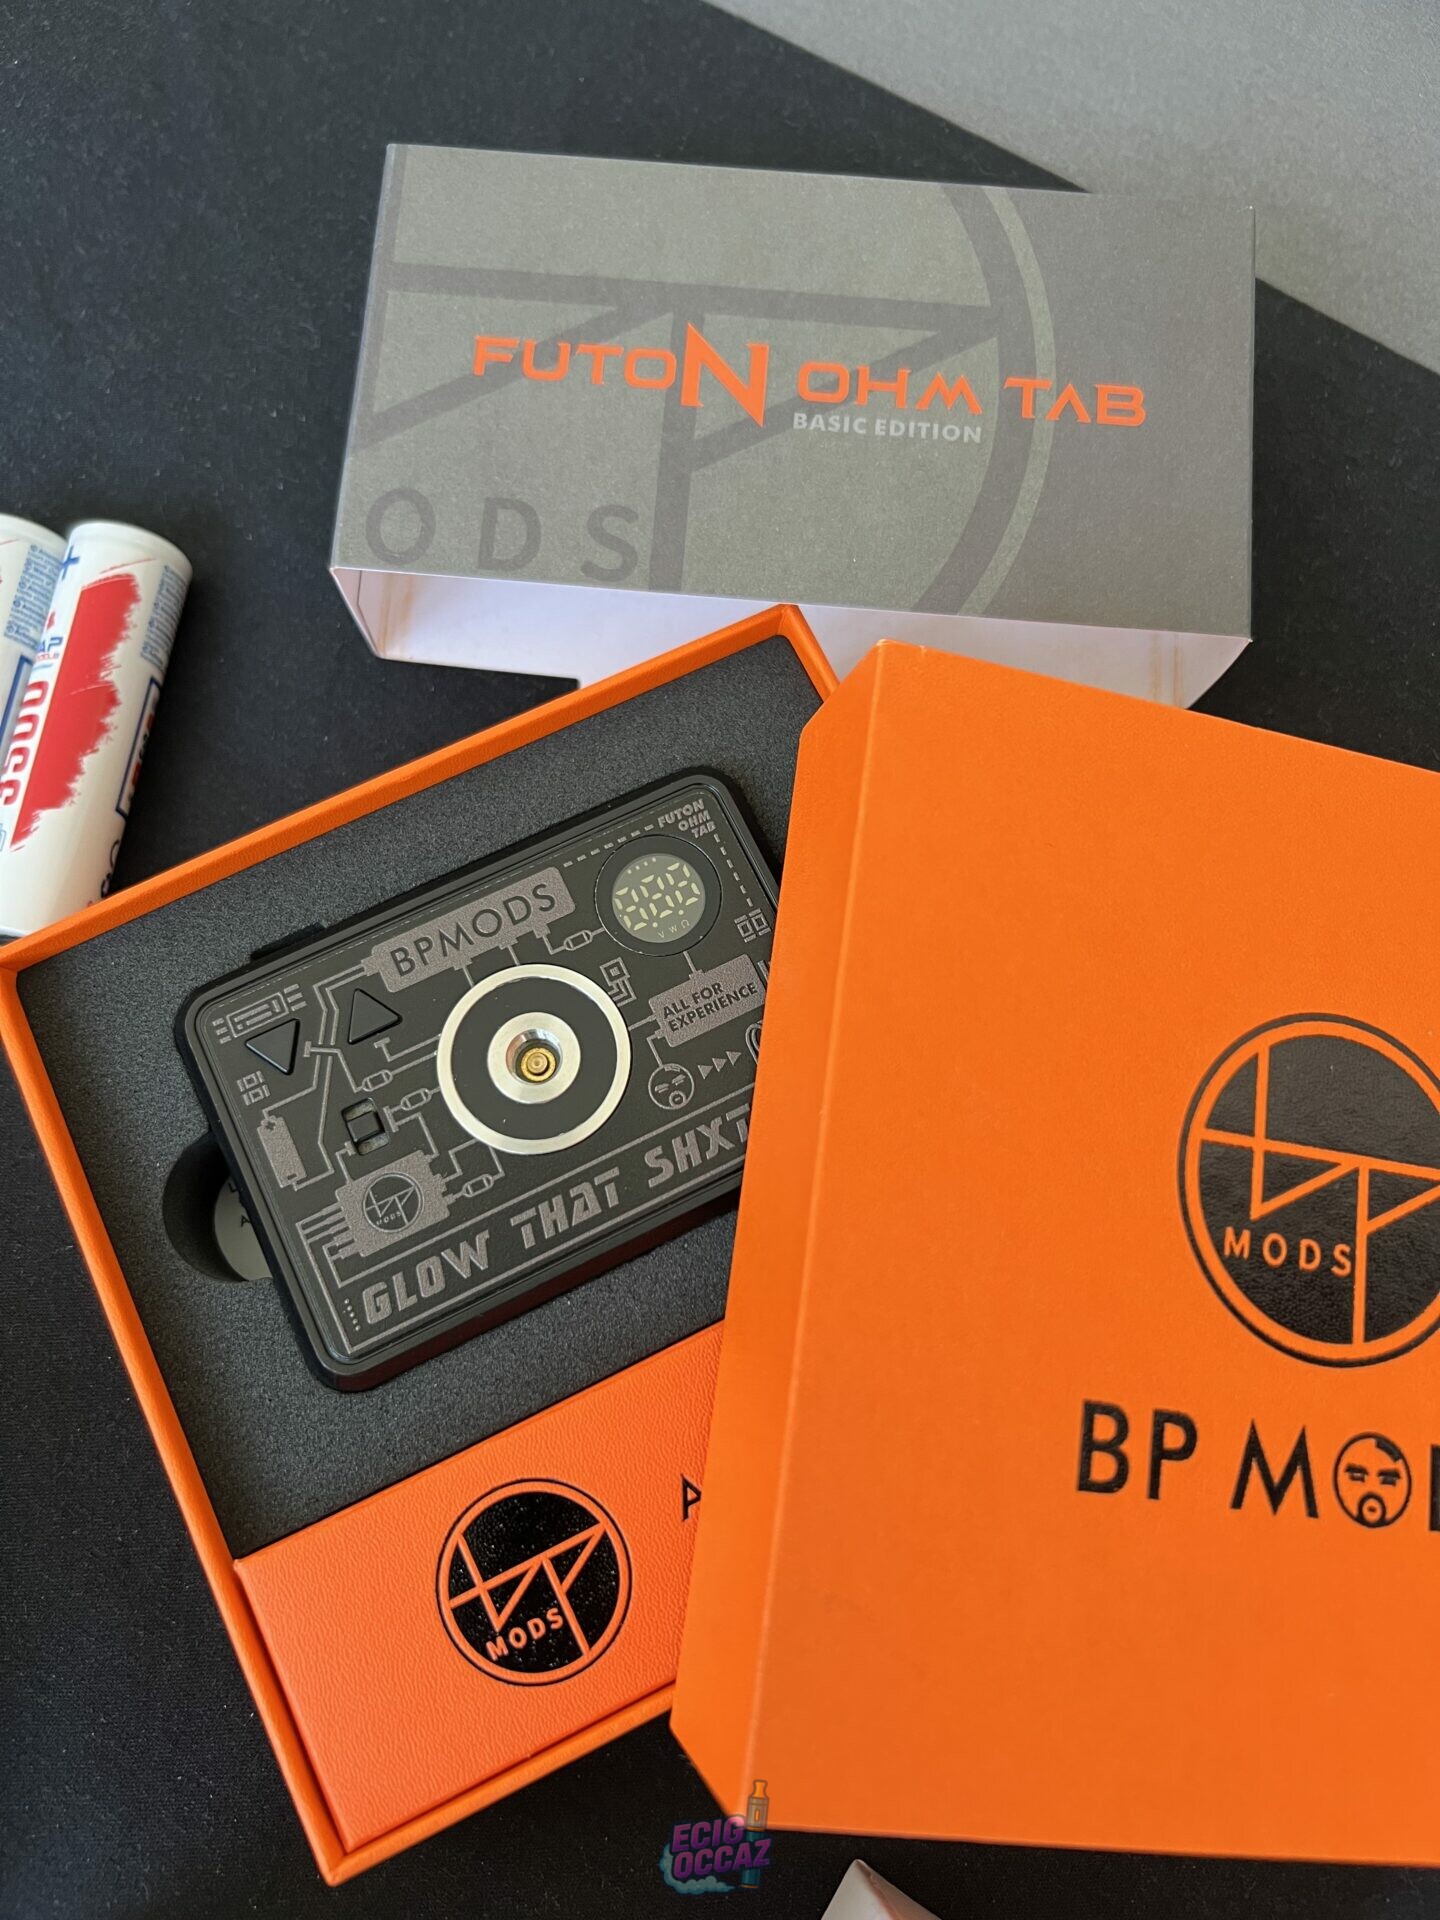 FUTON OHM TAB
BASIC EDITION
ODS
FUTON
OHM
TAB
BPMODS
V W Ω
ALL FOR
EXPERIENCE
MODS
GLOW THAT SHXT
MODS
BP MO
MODS
A
ECIG
OCCAZ